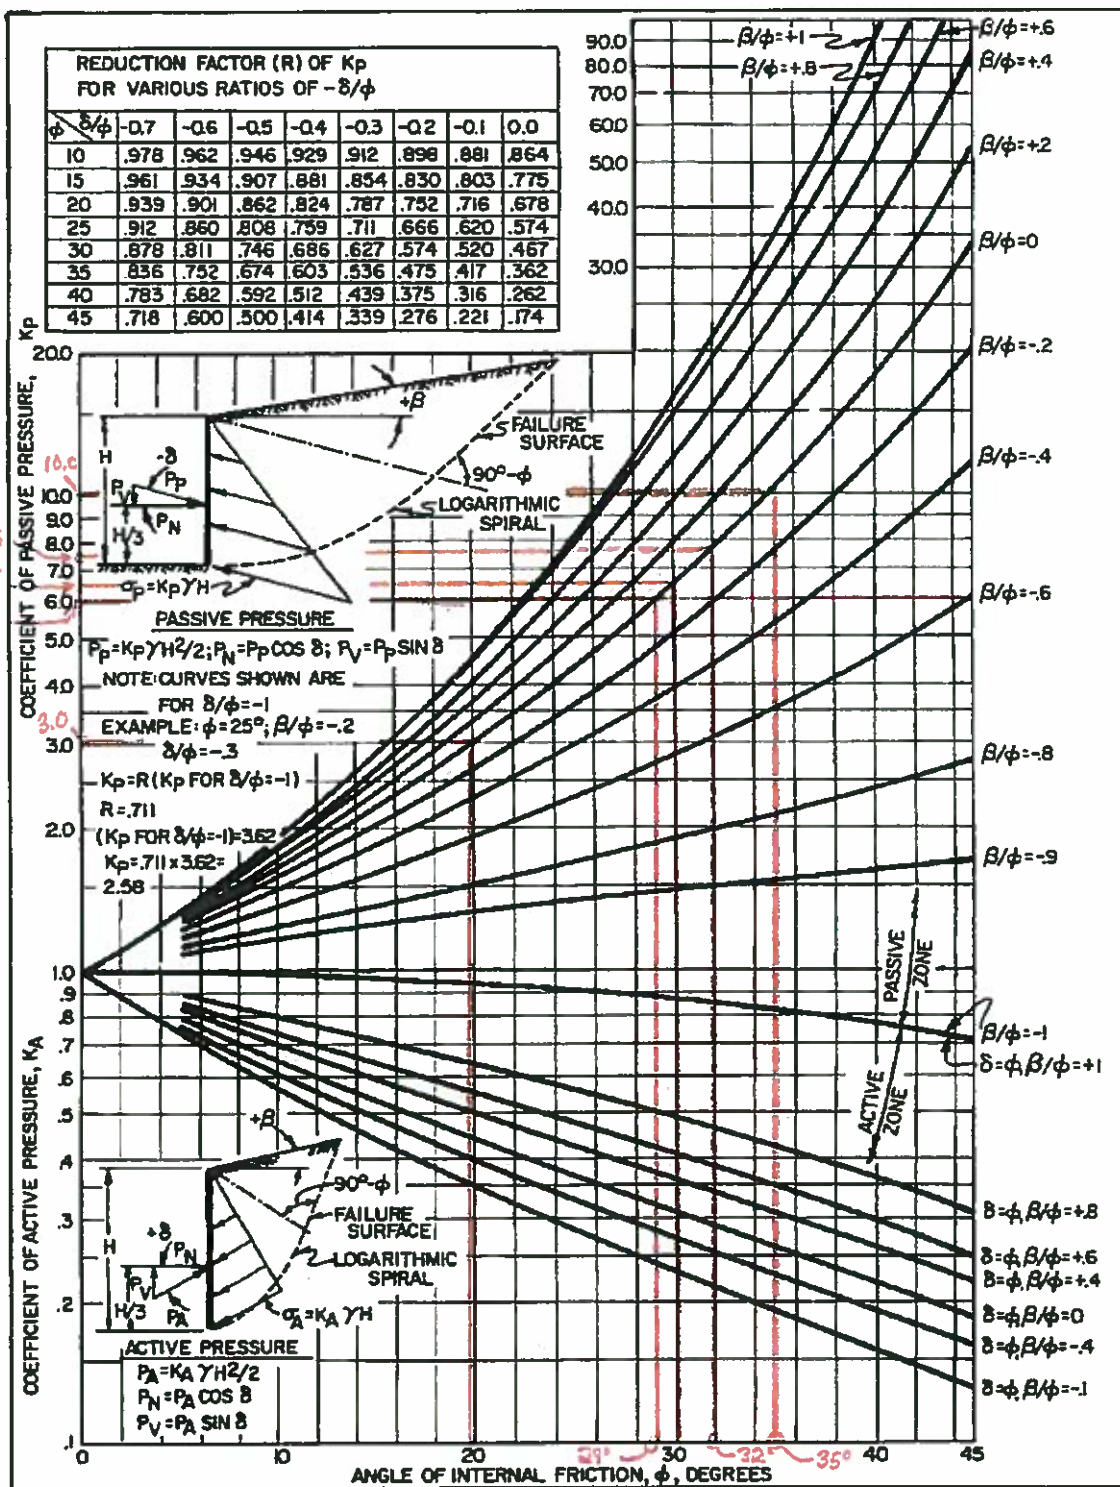 REDUCTION FACTOR (R) OF Kp
FOR VARIOUS RATIOS OF -δ/ϕ
ϕ δ/ϕ -0.7 -0.6 -0.5 -0.4 -0.3 -0.2 -0.1 0.0
10 .978 .962 .946 .929 .912 .898 .881 .864
15 .961 .934 .907 .881 .854 .830 .803 .775
20 .939 .901 .862 .824 .787 .752 .716 .678
25 .912 .860 .808 .759 .711 .666 .620 .574
30 .878 .811 .746 .686 .627 .574 .520 .467
35 .836 .752 .674 .603 .536 .475 .417 .362
40 .783 .682 .592 .512 .439 .375 .316 .262
45 .718 .600 .500 .414 .339 .276 .221 .174
90.0
80.0
70.0
60.0
50.0
40.0
30.0
β/ϕ=+1
β/ϕ=+.8
β/ϕ=+.6
β/ϕ=+.4
β/ϕ=+.2
β/ϕ=0
β/ϕ=-.2
β/ϕ=-.4
β/ϕ=-.6
β/ϕ=-.8
β/ϕ=-.9
β/ϕ=-1
δ=ϕ,β/ϕ=+1
δ=ϕ,β/ϕ=+.8
δ=ϕ,β/ϕ=+.6
δ=ϕ,β/ϕ=+.4
δ=ϕ,β/ϕ=0
δ=ϕ,β/ϕ=-.4
δ=ϕ,β/ϕ=-.1
COEFFICIENT OF PASSIVE PRESSURE, Kp
20.0
10.0
9.0
8.0
7.0
6.0
5.0
4.0
3.0
2.0
1.0
10.0
3.0
+β
H
-δ
Pp
PV
PN
H/3
FAILURE
SURFACE
90°-ϕ
LOGARITHMIC
SPIRAL
σp=KpγH
PASSIVE PRESSURE
Pp=KpγH²/2; PN=Pp COS δ; PV=Pp SIN δ
NOTE: CURVES SHOWN ARE
FOR δ/ϕ=-1
EXAMPLE: ϕ=25°; β/ϕ=-.2
δ/ϕ=-.3
Kp=R(Kp FOR δ/ϕ=-1)
R=.711
(Kp FOR δ/ϕ=-1)=3.62
Kp=.711x3.62=
2.58
PASSIVE
ZONE
ACTIVE
ZONE
COEFFICIENT OF ACTIVE PRESSURE, KA
.9
.8
.7
.6
.5
.4
.3
.2
.1
+β
H
+δ
PN
PV
H/3
PA
90°-ϕ
FAILURE
SURFACE
LOGARITHMIC
SPIRAL
σA=KAγH
ACTIVE PRESSURE
PA=KAγH²/2
PN=PA COS δ
PV=PA SIN δ
0 10 20 29° 30 32 35° 40 45
ANGLE OF INTERNAL FRICTION, ϕ, DEGREES